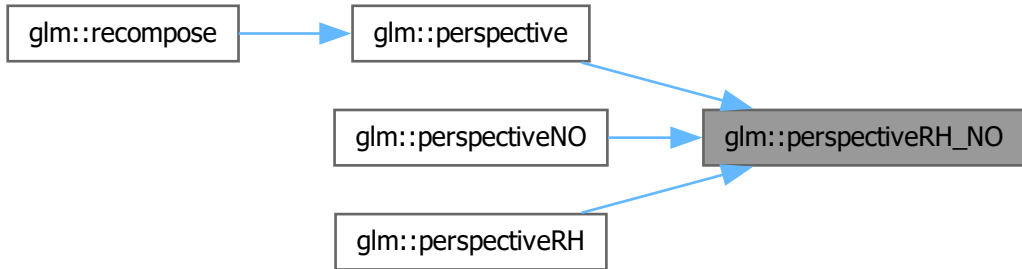 glm::recompose
glm::perspective
glm::perspectiveNO
glm::perspectiveRH_NO
glm::perspectiveRH